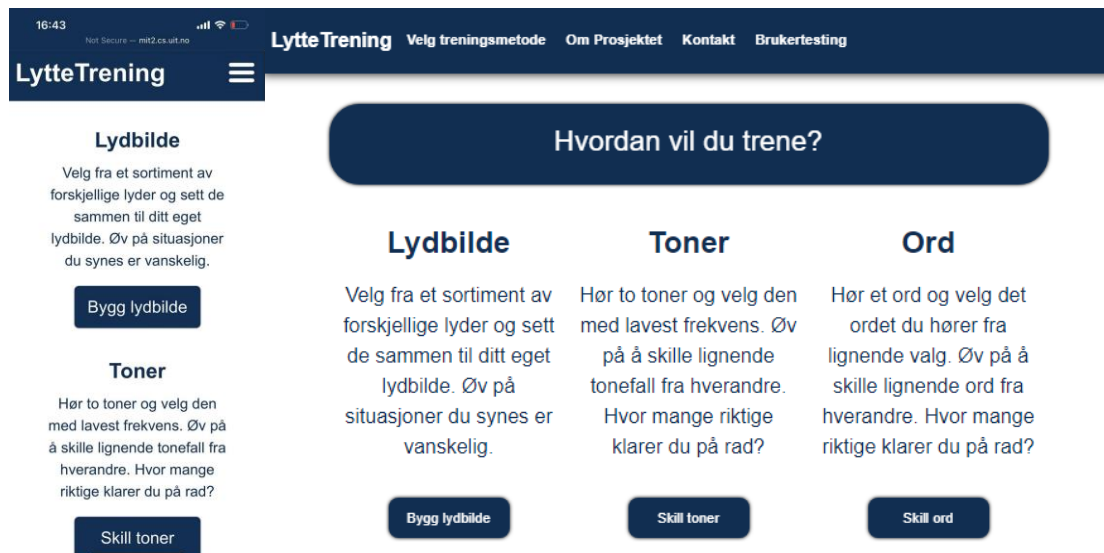 16:43
Not Secure — mit2.cs.uit.no
LytteTrening
Lydbilde
Velg fra et sortiment av
forskjellige lyder og sett de
sammen til ditt eget
lydbilde. Øv på situasjoner
du synes er vanskelig.
Bygg lydbilde
Toner
Hør to toner og velg den
med lavest frekvens. Øv på
å skille lignende tonefall fra
hverandre. Hvor mange
riktige klarer du på rad?
Skill toner
LytteTrening Velg treningsmetode Om Prosjektet Kontakt Brukertesting
Hvordan vil du trene?
Lydbilde
Velg fra et sortiment av
forskjellige lyder og sett
de sammen til ditt eget
lydbilde. Øv på
situasjoner du synes er
vanskelig.
Bygg lydbilde
Toner
Hør to toner og velg den
med lavest frekvens. Øv
på å skille lignende
tonefall fra hverandre.
Hvor mange riktige
klarer du på rad?
Skill toner
Ord
Hør et ord og velg det
ordet du hører fra
lignende valg. Øv på å
skille lignende ord fra
hverandre. Hvor mange
riktige klarer du på rad?
Skill ord